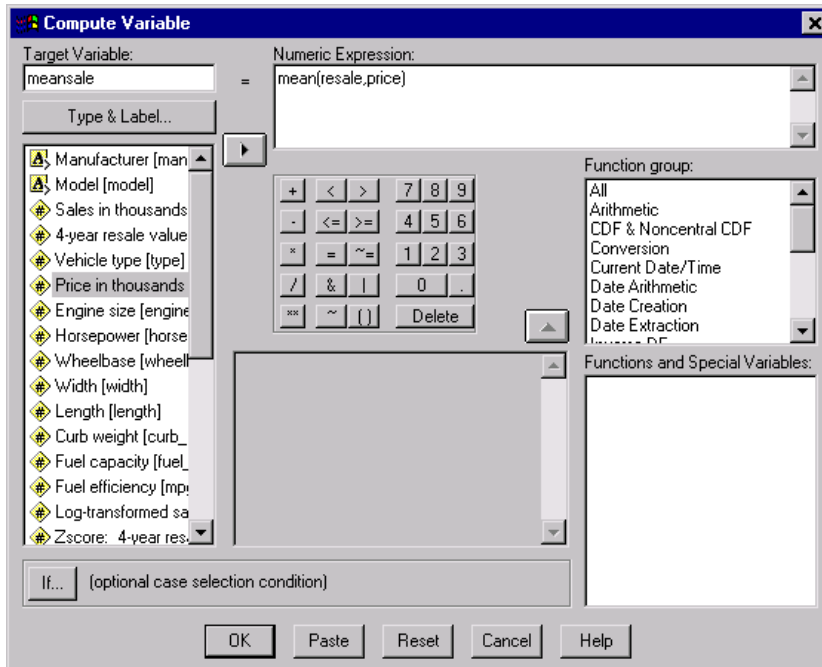 Compute Variable
Target Variable:
meansale
=
Numeric Expression:
mean(resale,price)
Type & Label...
Manufacturer [man
Model [model]
Sales in thousands
4-year resale value
Vehicle type [type]
Price in thousands
Engine size [engine
Horsepower [horse
Wheelbase [wheelb
Width [width]
Length [length]
Curb weight [curb_
Fuel capacity [fuel_
Fuel efficiency [mpg
Log-transformed sa
Zscore: 4-year res
+ < > 7 8 9
- <= >= 4 5 6
* = ~= 1 2 3
/ & | 0 .
** ~ ( ) Delete
Function group:
All
Arithmetic
CDF & Noncentral CDF
Conversion
Current Date/Time
Date Arithmetic
Date Creation
Date Extraction
Inverse DF
Functions and Special Variables:
If... (optional case selection condition)
OK Paste Reset Cancel Help